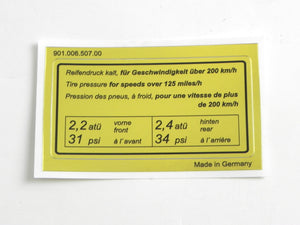 901.006.507.00
Reifendruck kalt, für Geschwindigkeit über 200 km/h
Tire pressure for speeds over 125 miles/h
Pression des pneus, à froid, pour une vitesse de plus
de 200 km/h
2,2 atü vorne 2,4 atü hinten
front rear
31 psi à l'avant 34 psi à l'arrière
Made in Germany